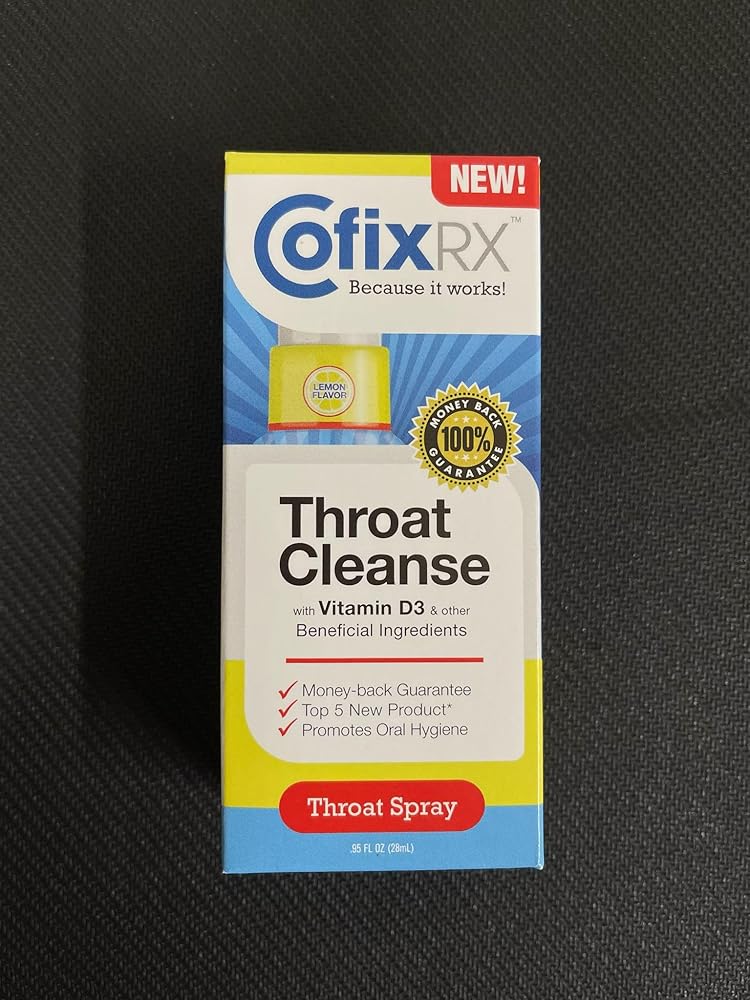 NEW!
CofixRX™
Because it works!
LEMON
FLAVOR
MONEY BACK
100%
GUARANTEE
Throat
Cleanse
with Vitamin D3 & other
Beneficial Ingredients
✓ Money-back Guarantee
✓ Top 5 New Product*
✓ Promotes Oral Hygiene
Throat Spray
.95 FL OZ (28mL)